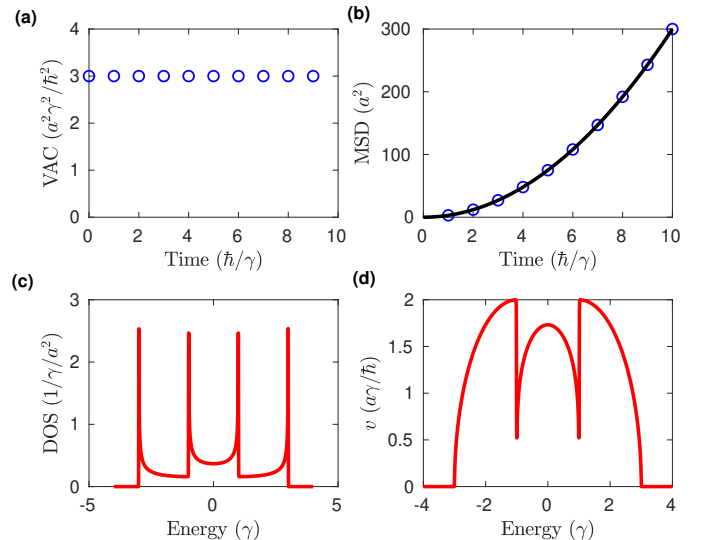 (a)
VAC (a²γ²/ħ²)
4
3
2
1
0
0 2 4 6 8 10
Time (ħ/γ)
(b)
MSD (a²)
300
200
100
0
0 2 4 6 8 10
Time (ħ/γ)
(c)
DOS (1/γ/a²)
3
2
1
0
-5 0 5
Energy (γ)
(d)
v (aγ/ħ)
2
1.5
1
0.5
0
-4 -2 0 2 4
Energy (γ)